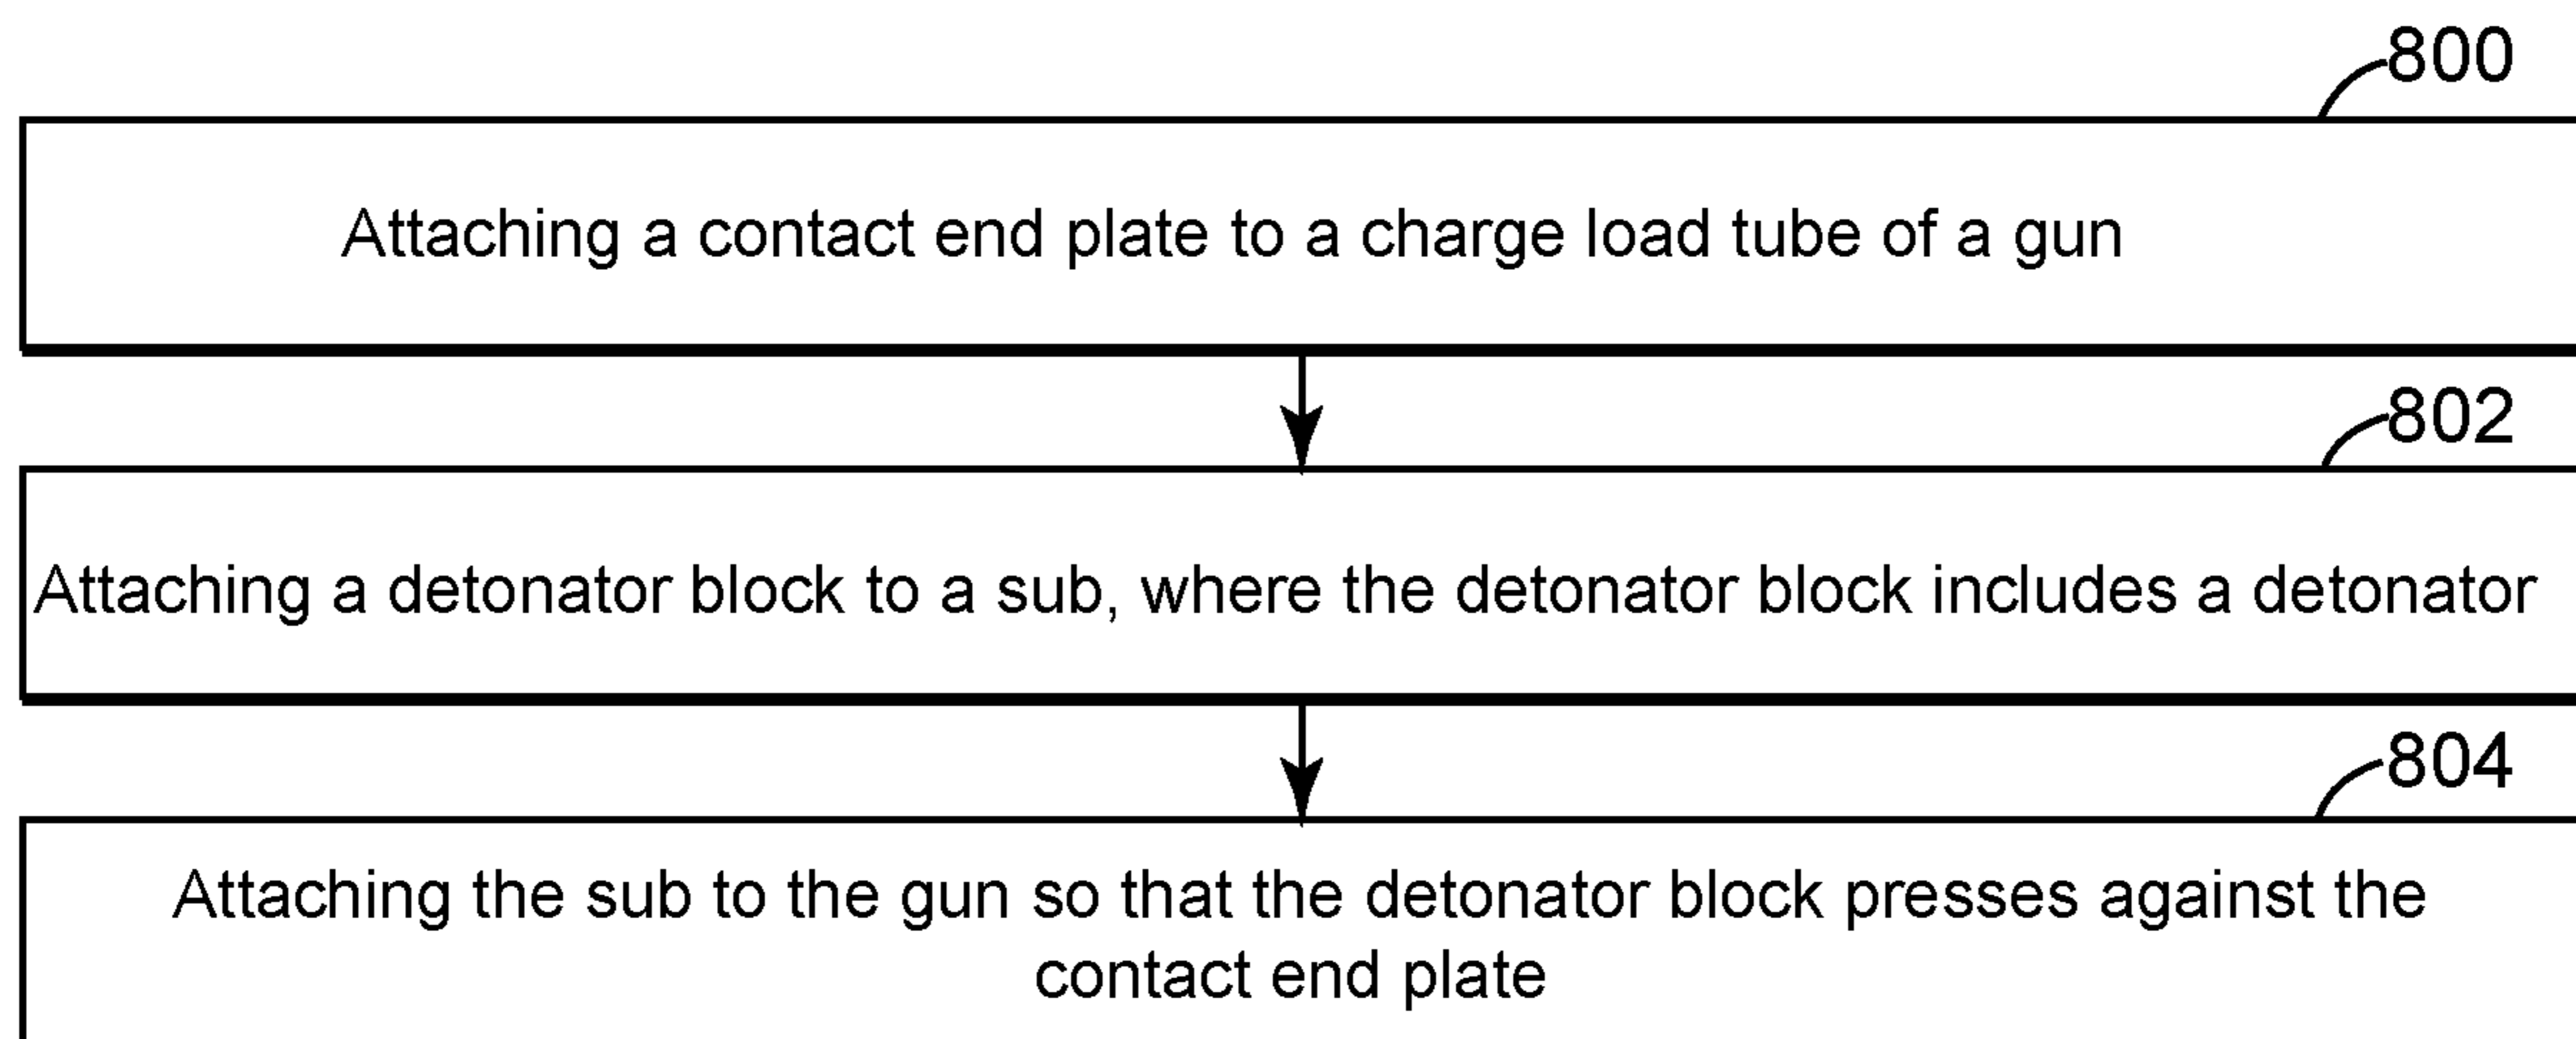 800
Attaching a contact end plate to a charge load tube of a gun
802
Attaching a detonator block to a sub, where the detonator block includes a detonator
804
Attaching the sub to the gun so that the detonator block presses against the
contact end plate